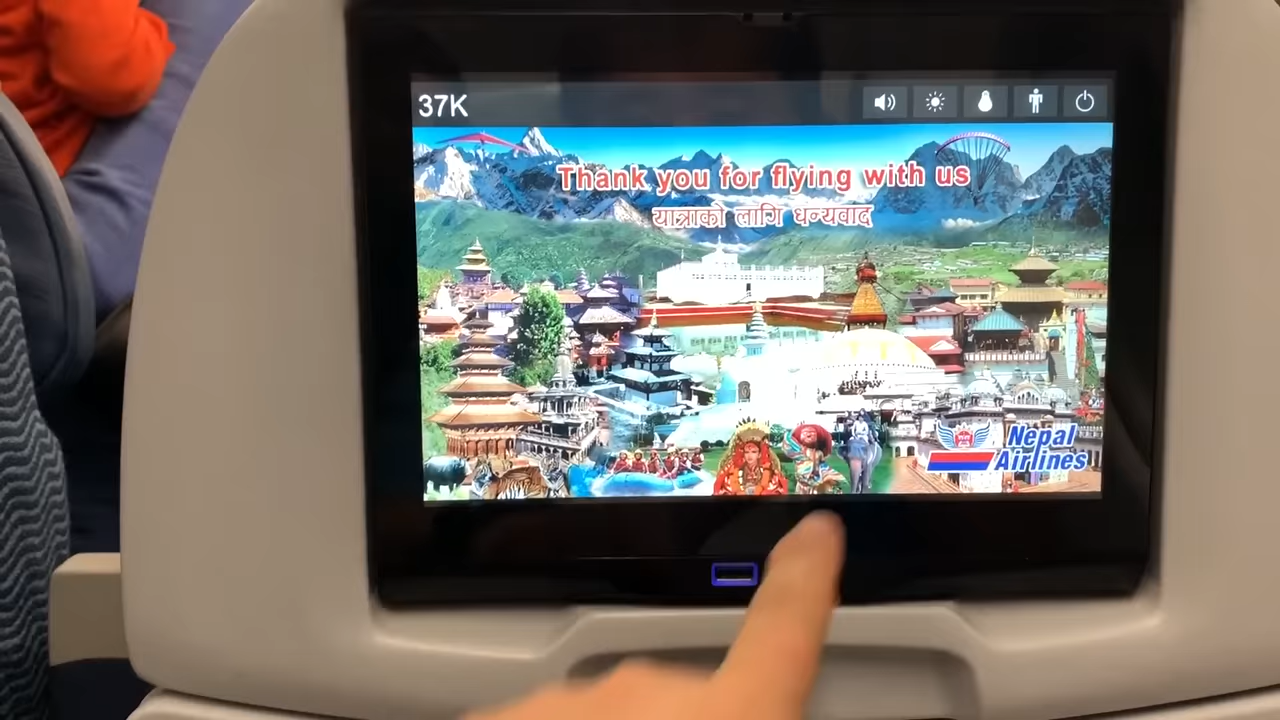 37K
Thank you for flying with us
यात्राको लागि धन्यवाद
Nepal
Airlines